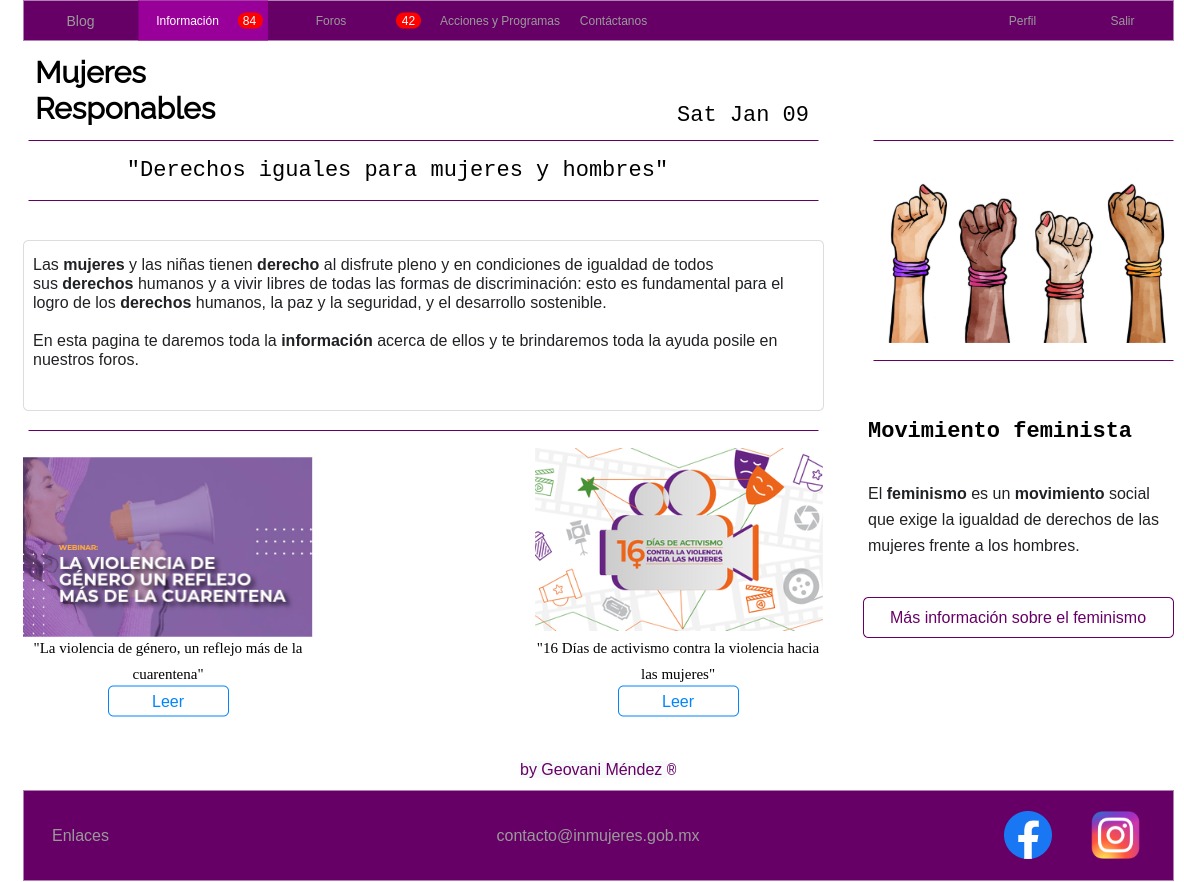 Blog
Información 84
Foros 42
Acciones y Programas
Contáctanos
Perfil
Salir
Mujeres
Responsables
Sat Jan 09
"Derechos iguales para mujeres y hombres"
Las mujeres y las niñas tienen derecho al disfrute pleno y en condiciones de igualdad de todos
sus derechos humanos y a vivir libres de todas las formas de discriminación: esto es fundamental para el
logro de los derechos humanos, la paz y la seguridad, y el desarrollo sostenible.
En esta pagina te daremos toda la información acerca de ellos y te brindaremos toda la ayuda posile en
nuestros foros.
WEBINAR:
LA VIOLENCIA DE
GÉNERO UN REFLEJO
MÁS DE LA CUARENTENA
"La violencia de género, un reflejo más de la
cuarentena"
Leer
16 DÍAS DE ACTIVISMO
CONTRA LA VIOLENCIA
HACIA LAS MUJERES
"16 Días de activismo contra la violencia hacia
las mujeres"
Leer
Movimiento feminista
El feminismo es un movimiento social
que exige la igualdad de derechos de las
mujeres frente a los hombres.
Más información sobre el feminismo
by Geovani Méndez ®
Enlaces
contacto@inmujeres.gob.mx